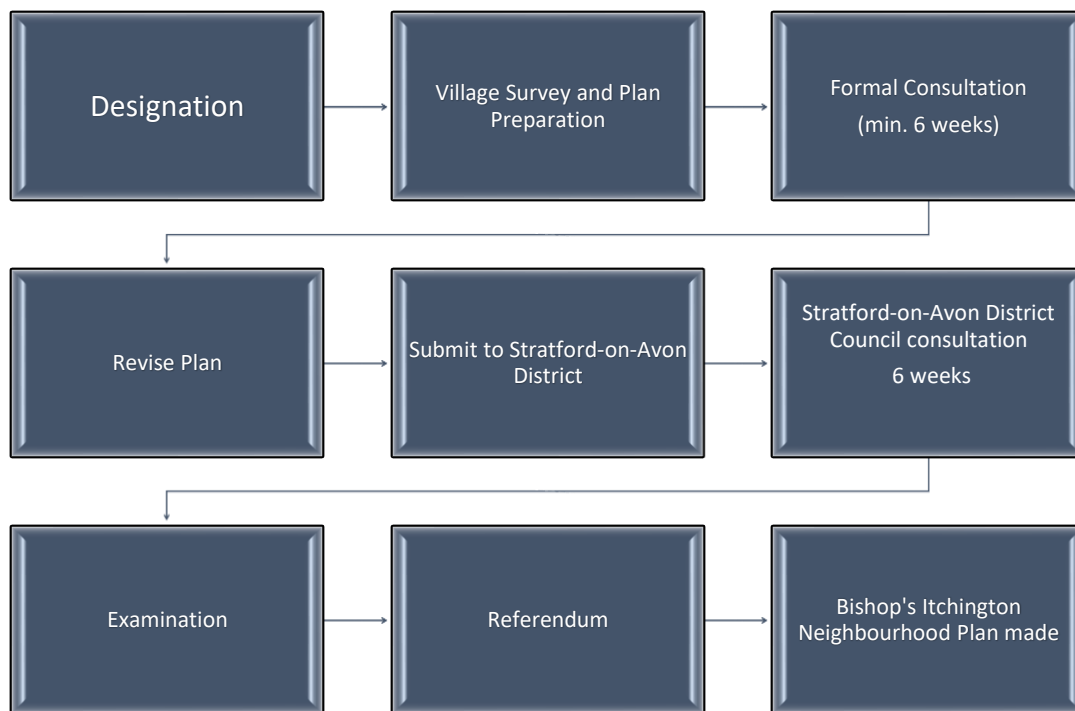 Designation
Village Survey and Plan
Preparation
Formal Consultation
(min. 6 weeks)
Revise Plan
Submit to Stratford-on-Avon
District
Stratford-on-Avon District
Council consultation
6 weeks
Examination
Referendum
Bishop's Itchington
Neighbourhood Plan made